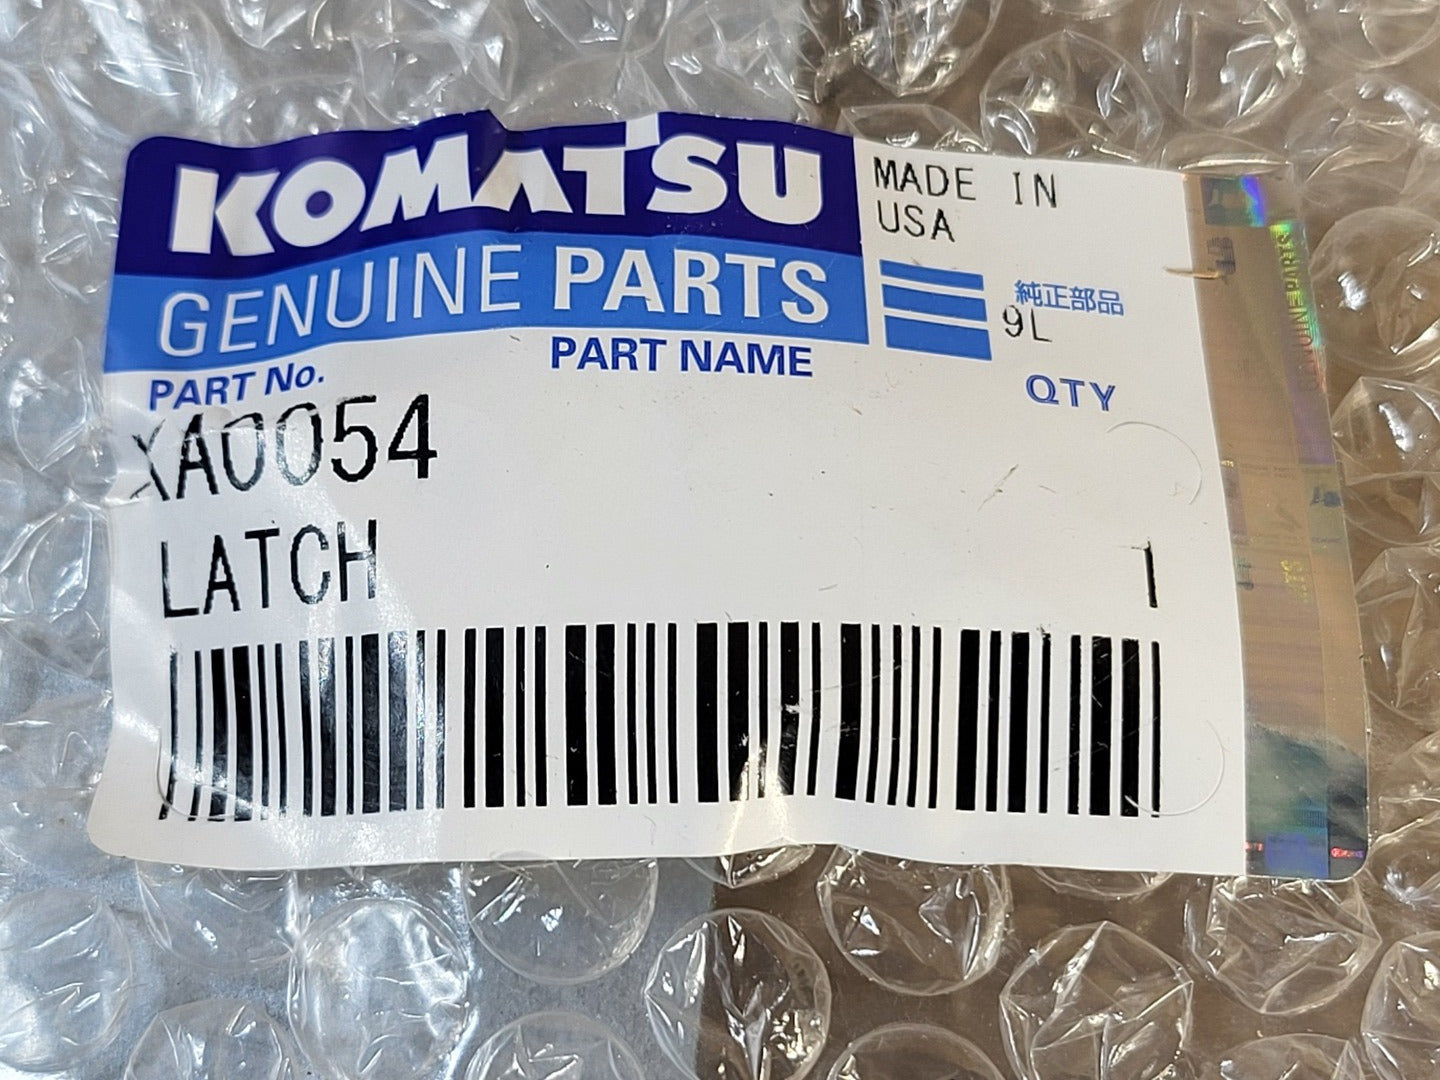 KOMATSU
GENUINE PARTS
MADE IN
USA
純正部品
9L
PART No.
PART NAME
QTY
XA0054
LATCH
1